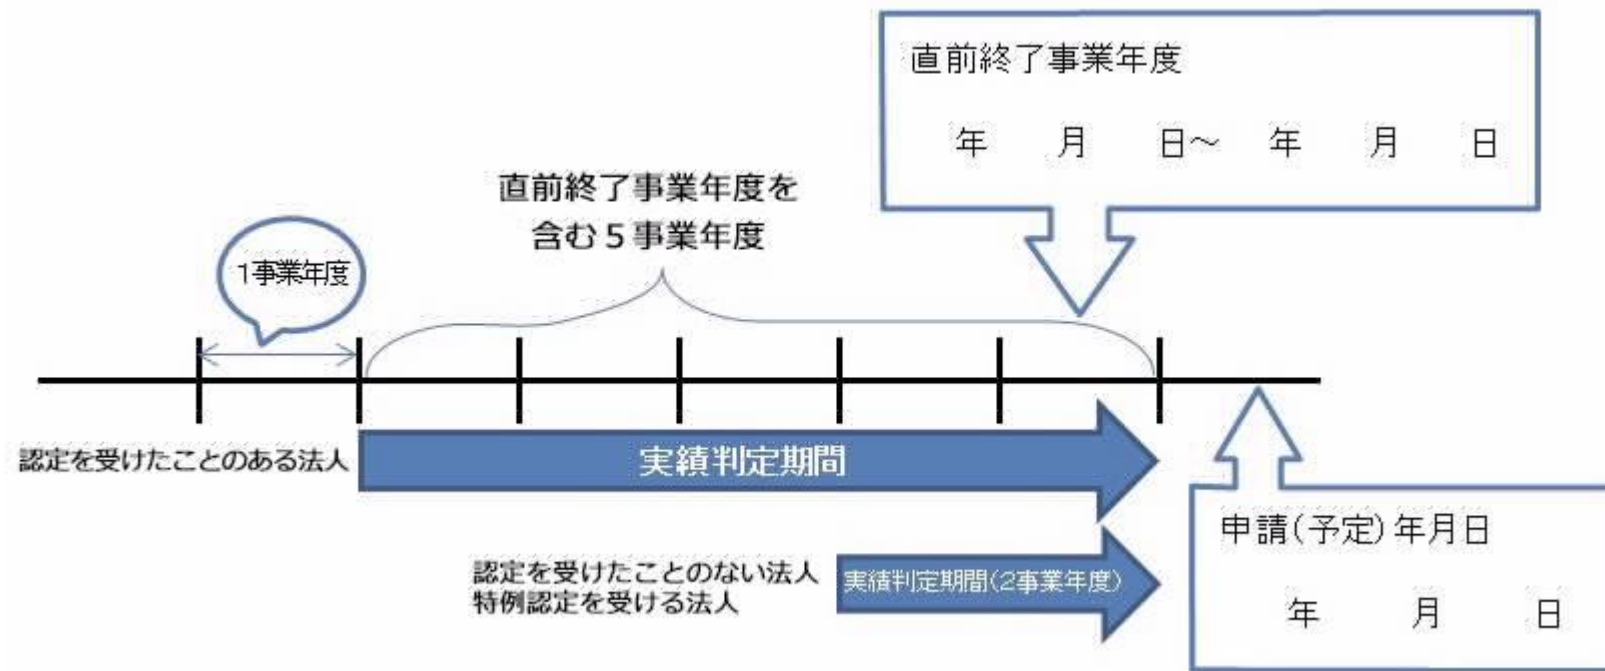 直前終了事業年度
年 月 日～ 年 月 日
直前終了事業年度を
含む５事業年度
1事業年度
認定を受けたことのある法人
実績判定期間
認定を受けたことのない法人
特例認定を受ける法人
実績判定期間(2事業年度)
申請(予定)年月日
年 月 日